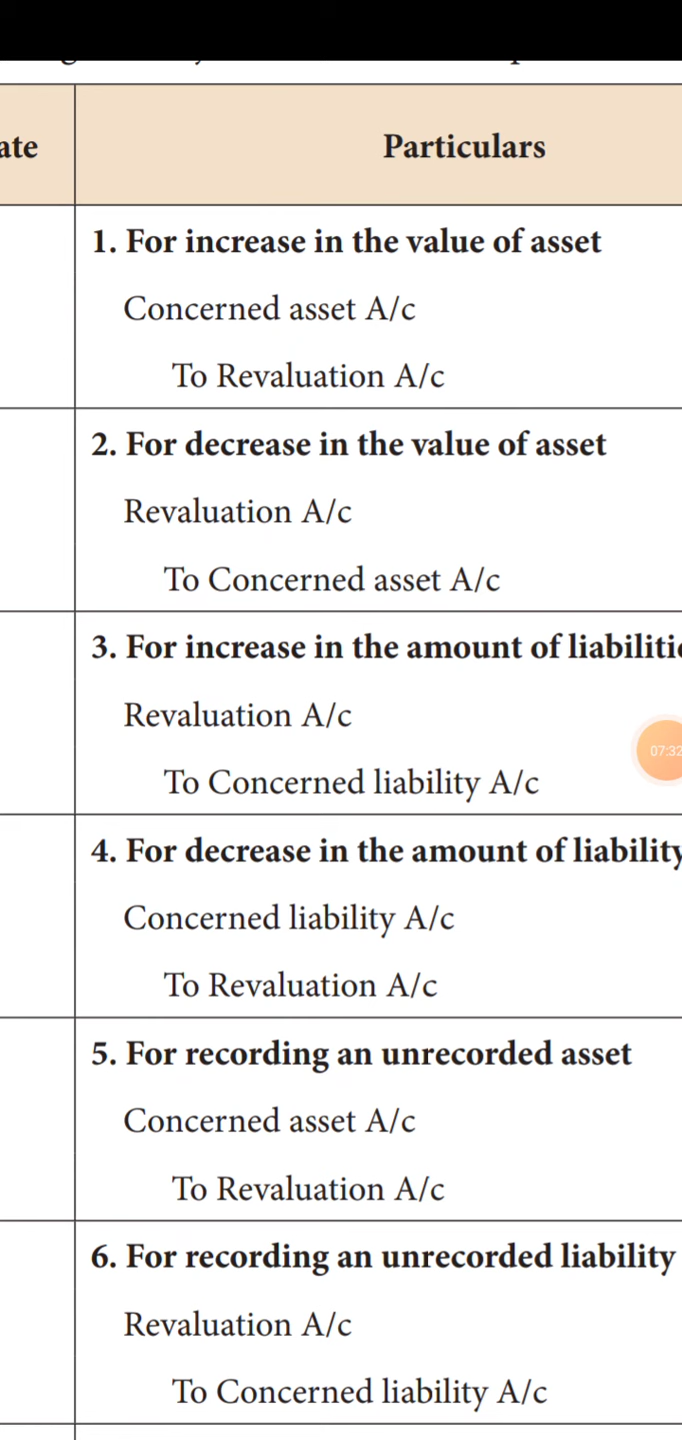 ate
Particulars
1. For increase in the value of asset
Concerned asset A/c
To Revaluation A/c
2. For decrease in the value of asset
Revaluation A/c
To Concerned asset A/c
3. For increase in the amount of
Revaluation A/c
07:32
To Concerned liability A/c
4. For decrease in the amount of liability
Concerned liability A/c
To Revaluation A/c
5. For recording an unrecorded asset
Concerned asset A/c
To Revaluation A/c
6. For recording an unrecorded liability
Revaluation A/c
To Concerned liability A/c